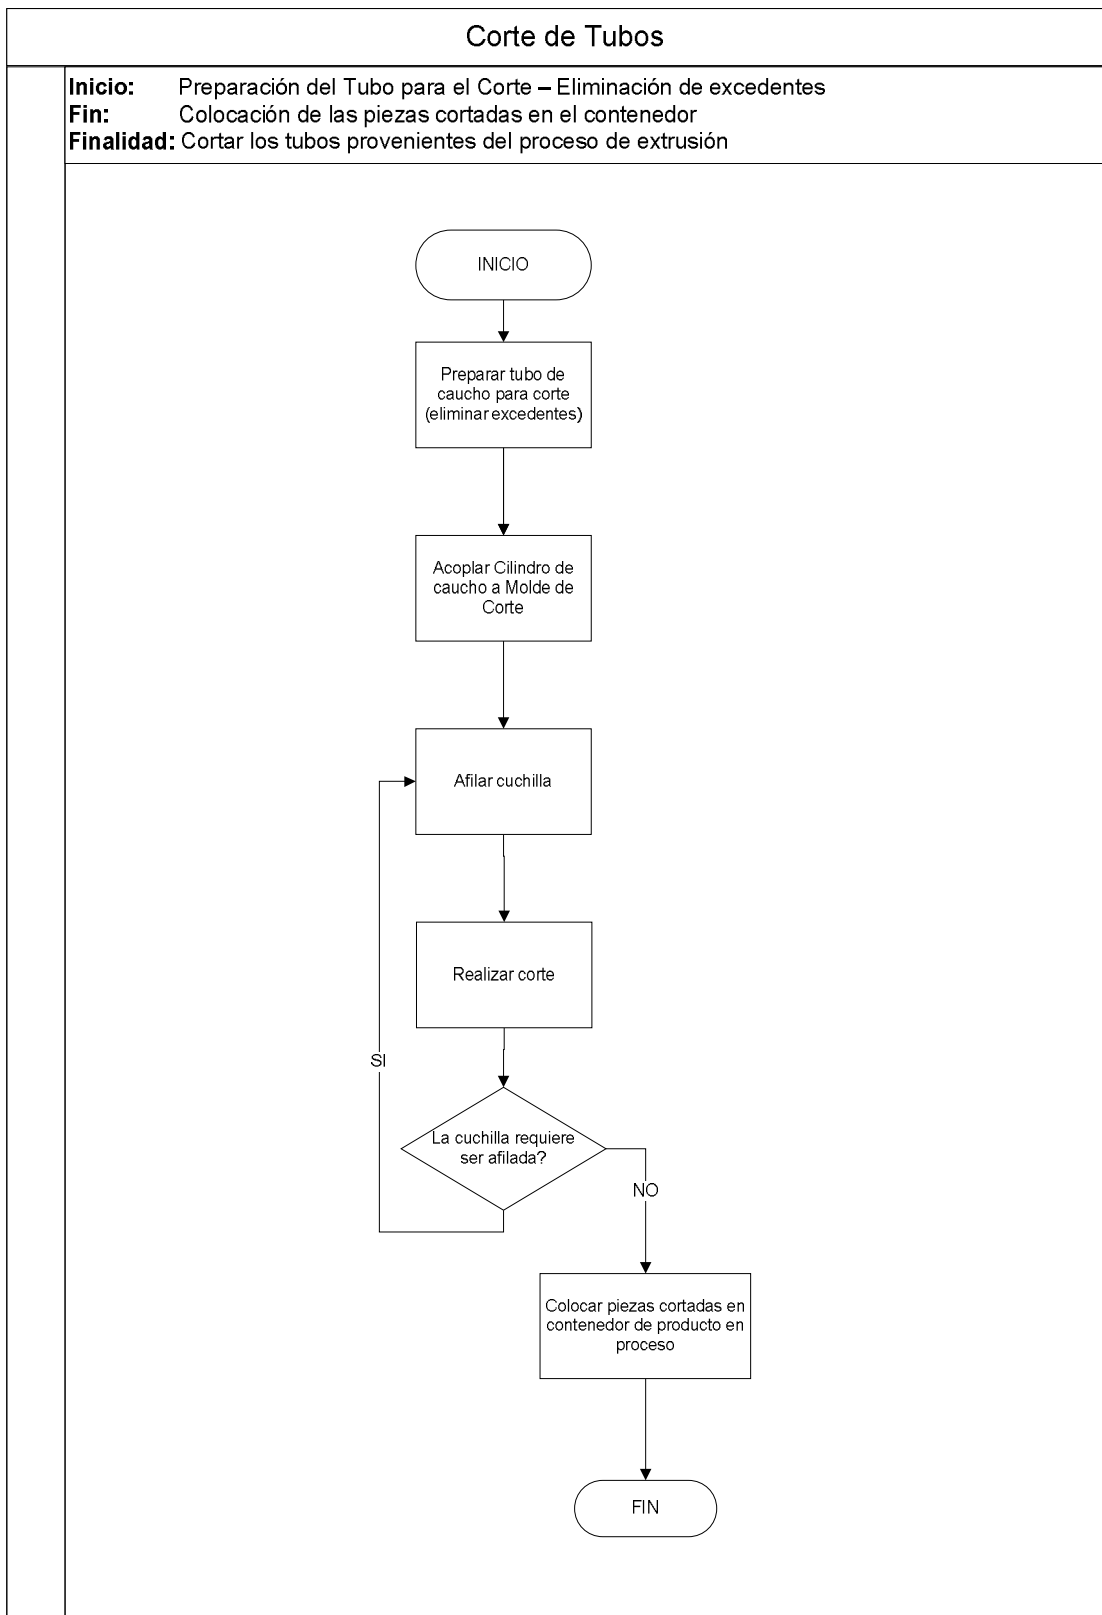 Corte de Tubos
Inicio: Preparación del Tubo para el Corte – Eliminación de excedentes
Fin: Colocación de las piezas cortadas en el contenedor
Finalidad: Cortar los tubos provenientes del proceso de extrusión
INICIO
Preparar tubo de
caucho para corte
(eliminar excedentes)
Acoplar Cilindro de
caucho a Molde de
Corte
Afilar cuchilla
Realizar corte
SI
La cuchilla requiere
ser afilada?
NO
Colocar piezas cortadas en
contenedor de producto en
proceso
FIN